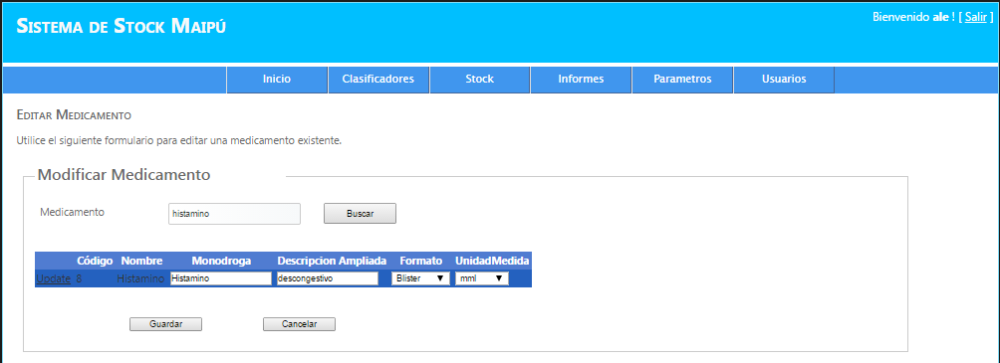 Sistema de Stock Maipú
Bienvenido ale ! [ Salir ]
Inicio Clasificadores Stock Informes Parametros Usuarios
Editar Medicamento
Utilice el siguiente formulario para editar una medicamento existente.
Modificar Medicamento
Medicamento histamino Buscar
Código Nombre Monodroga Descripcion Ampliada Formato UnidadMedida
Update 8 Histamino Histamino descongestivo Blister mml
Guardar Cancelar